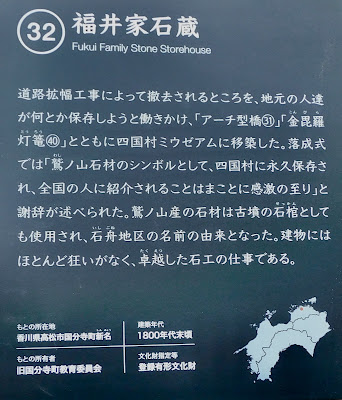 32 福井家石蔵
Fukui Family Stone Storehouse
道路拡幅工事によって撤去されるところを、地元の人達
が何とか保存しようと働きかけ、「アーチ型橋㉛」「金毘羅
灯籠㊵」とともに四国村ミウゼアムに移築した。落成式
では「鷲ノ山石材のシンボルとして、四国村に永久保存さ
れ、全国の人に紹介されることはまことに感激の至り」と
謝辞が述べられた。鷲ノ山産の石材は古墳の石棺として
も使用され、石舟地区の名前の由来となった。建物には
ほとんど狂いがなく、卓越した石工の仕事である。
もとの所在地
香川県高松市国分寺町新名
建築年代
1800年代末頃
もとの所有者
旧国分寺町教育委員会
文化財指定等
登録有形文化財